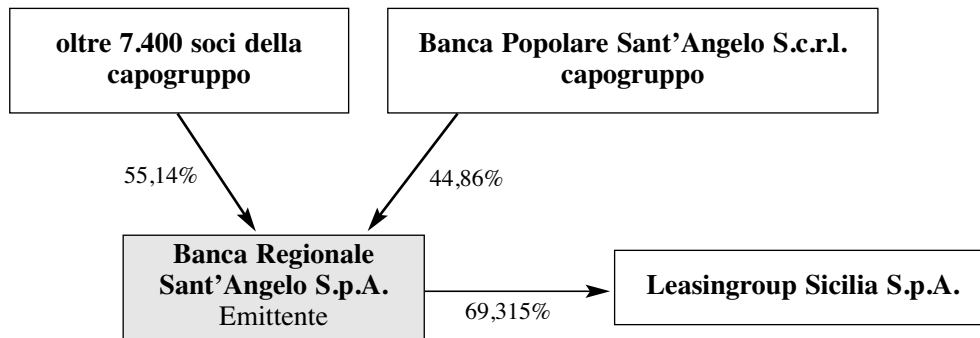 oltre 7.400 soci della
capogruppo
Banca Popolare Sant’Angelo S.c.r.l.
capogruppo
55,14%
44,86%
Banca Regionale
Sant’Angelo S.p.A.
Emittente
69,315%
Leasingroup Sicilia S.p.A.